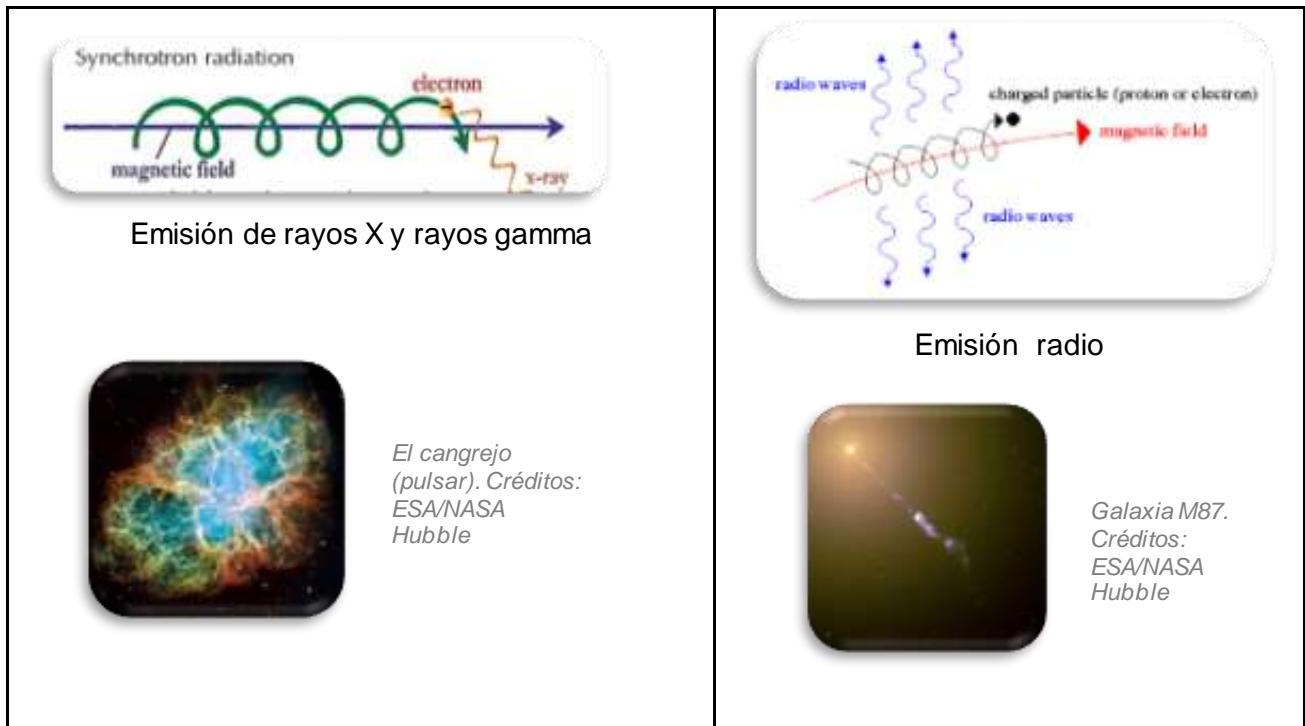 Synchrotron radiation
electron
magnetic field
x-ray
Emisión de rayos X y rayos gamma
El cangrejo
(pulsar). Créditos:
ESA/NASA
Hubble
radio waves
charged particle (proton or electron)
magnetic field
radio waves
Emisión radio
Galaxia M87.
Créditos:
ESA/NASA
Hubble